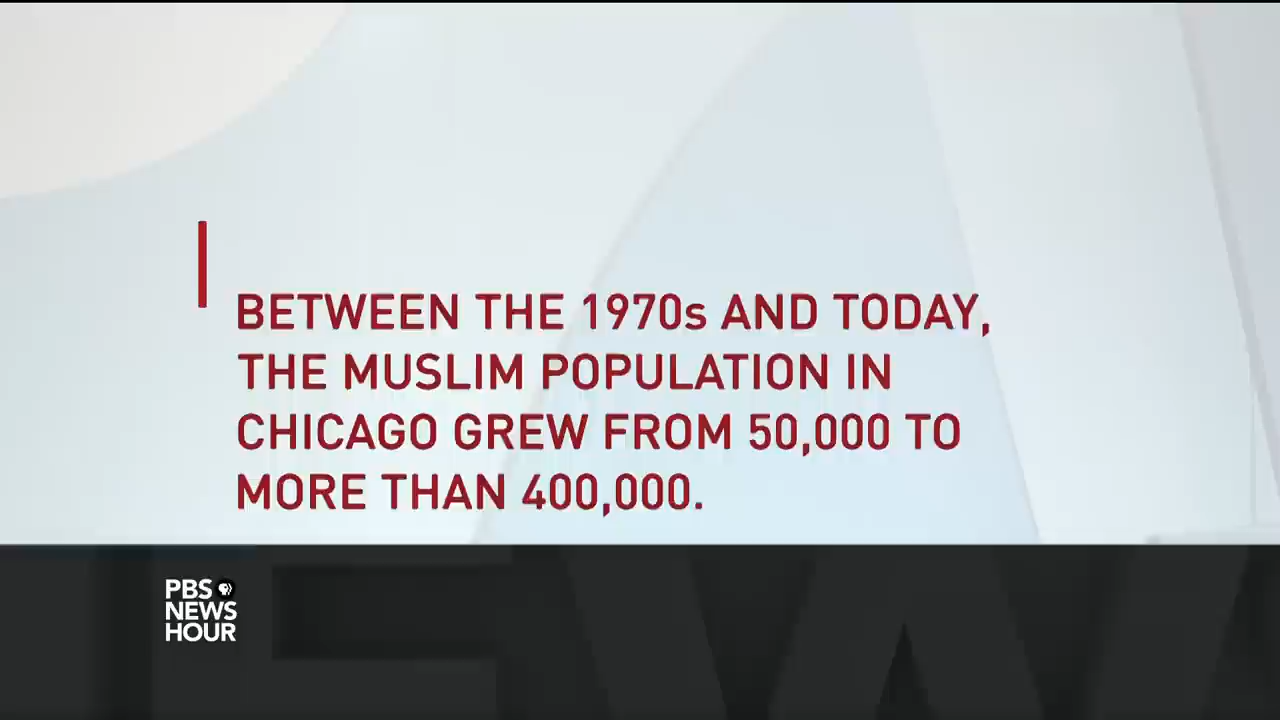 BETWEEN THE 1970s AND TODAY,
THE MUSLIM POPULATION IN
CHICAGO GREW FROM 50,000 TO
MORE THAN 400,000.
PBS
NEWS
HOUR